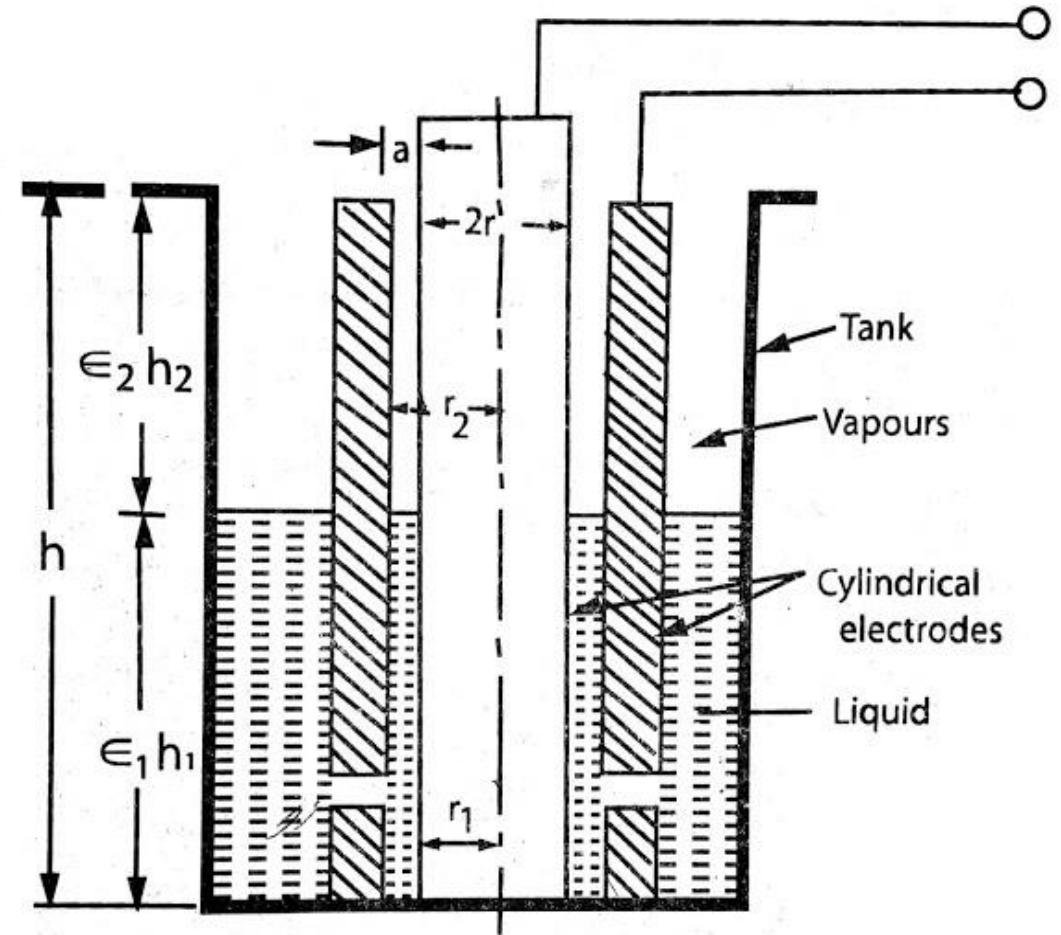 a
2r
Tank
∈₂ h₂
r₂
Vapours
h
Cylindrical
electrodes
Liquid
∈₁ h₁
r₁